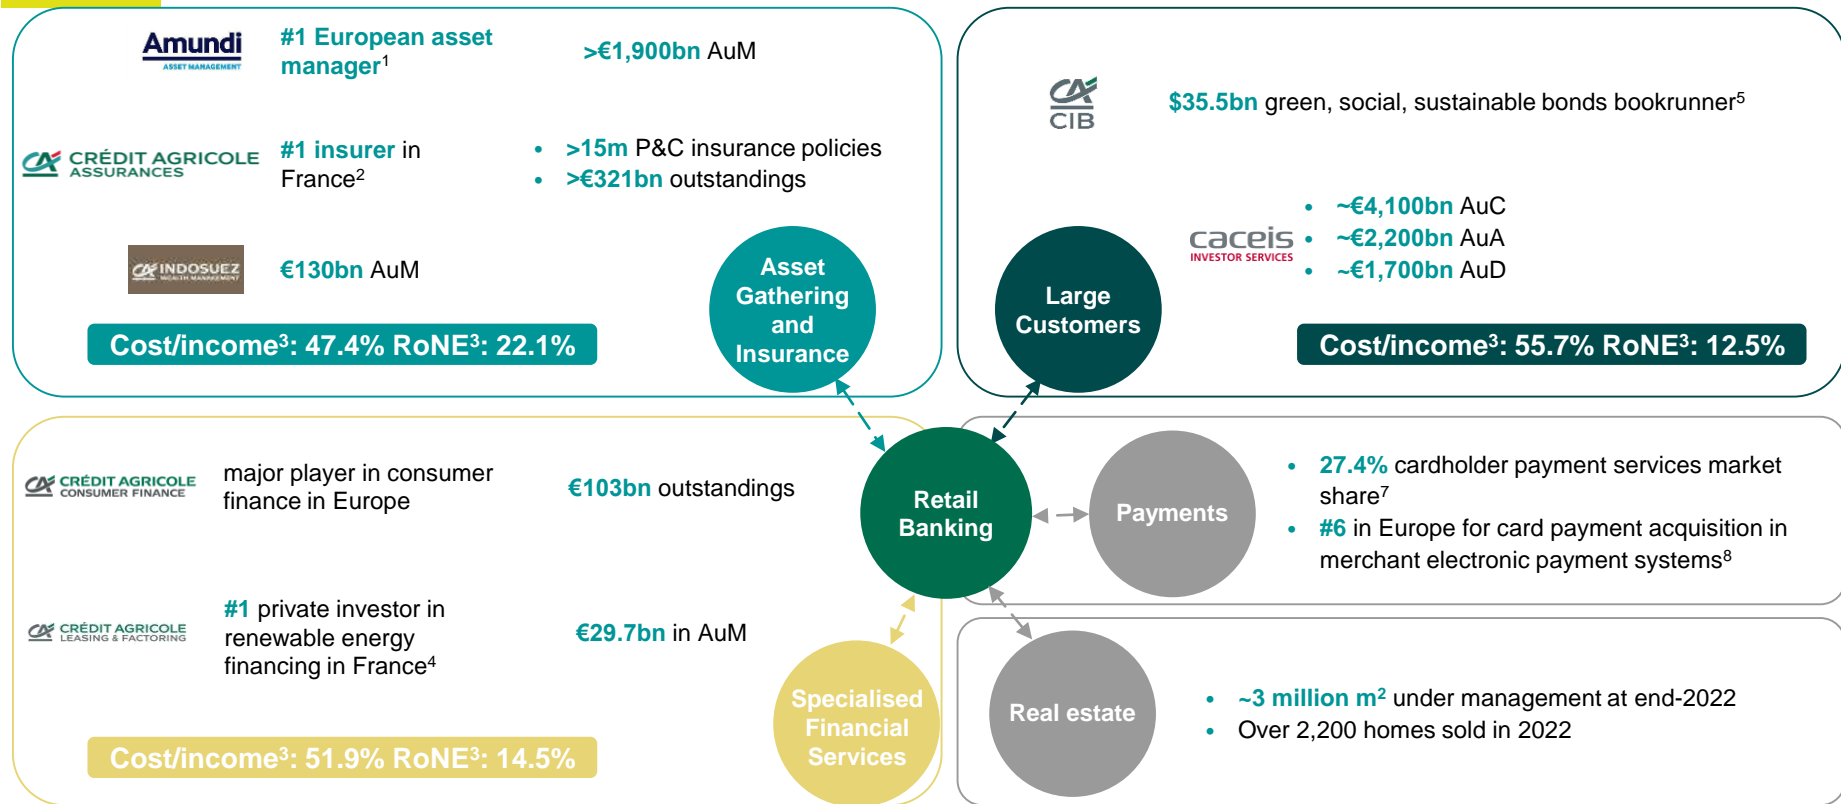 Amundi
ASSET MANAGEMENT
#1 European asset
manager¹
>€1,900bn AuM
CRÉDIT AGRICOLE
ASSURANCES
#1 insurer in
France²
• >15m P&C insurance policies
• >€321bn outstandings
INDOSUEZ
WEALTH MANAGEMENT
€130bn AuM
Asset
Gathering
and
Insurance
Cost/income³: 47.4% RoNE³: 22.1%
CIB
$35.5bn green, social, sustainable bonds bookrunner⁵
caceis
INVESTOR SERVICES
• ~€4,100bn AuC
• ~€2,200bn AuA
• ~€1,700bn AuD
Large
Customers
Cost/income³: 55.7% RoNE³: 12.5%
CRÉDIT AGRICOLE
CONSUMER FINANCE
major player in consumer
finance in Europe
€103bn outstandings
CRÉDIT AGRICOLE
LEASING & FACTORING
#1 private investor in
renewable energy
financing in France⁴
€29.7bn in AuM
Specialised
Financial
Services
Cost/income³: 51.9% RoNE³: 14.5%
Retail
Banking
Payments
• 27.4% cardholder payment services market
share⁷
• #6 in Europe for card payment acquisition in
merchant electronic payment systems⁸
Real estate
• ~3 million m² under management at end-2022
• Over 2,200 homes sold in 2022